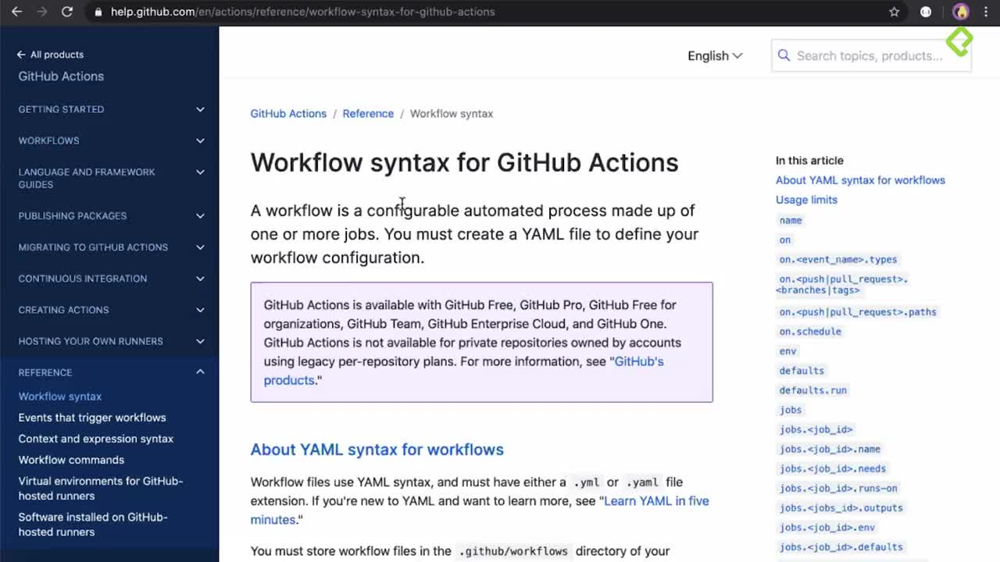 help.github.com/en/actions/reference/workflow-syntax-for-github-actions
All products
GitHub Actions
GETTING STARTED
WORKFLOWS
LANGUAGE AND FRAMEWORK
GUIDES
PUBLISHING PACKAGES
MIGRATING TO GITHUB ACTIONS
CONTINUOUS INTEGRATION
CREATING ACTIONS
HOSTING YOUR OWN RUNNERS
REFERENCE
Workflow syntax
Events that trigger workflows
Context and expression syntax
Workflow commands
Virtual environments for GitHub-
hosted runners
Software installed on GitHub-
hosted runners
English
Search topics, products...
GitHub Actions / Reference / Workflow syntax
Workflow syntax for GitHub Actions
A workflow is a configurable automated process made up of
one or more jobs. You must create a YAML file to define your
workflow configuration.
GitHub Actions is available with GitHub Free, GitHub Pro, GitHub Free for
organizations, GitHub Team, GitHub Enterprise Cloud, and GitHub One.
GitHub Actions is not available for private repositories owned by accounts
using legacy per-repository plans. For more information, see "GitHub's
products."
About YAML syntax for workflows
Workflow files use YAML syntax, and must have either a .yml or .yaml file
extension. If you're new to YAML and want to learn more, see "Learn YAML in five
minutes."
You must store workflow files in the .github/workflows directory of your
In this article
About YAML syntax for workflows
Usage limits
name
on
on.<event_name>.types
on.<push|pull_request>.
<branches|tags>
on.<push|pull_request>.paths
on.schedule
env
defaults
defaults.run
jobs
jobs.<job_id>
jobs.<job_id>.name
jobs.<job_id>.needs
jobs.<job_id>.runs-on
jobs.<jobs_id>.outputs
jobs.<job_id>.env
jobs.<job_id>.defaults